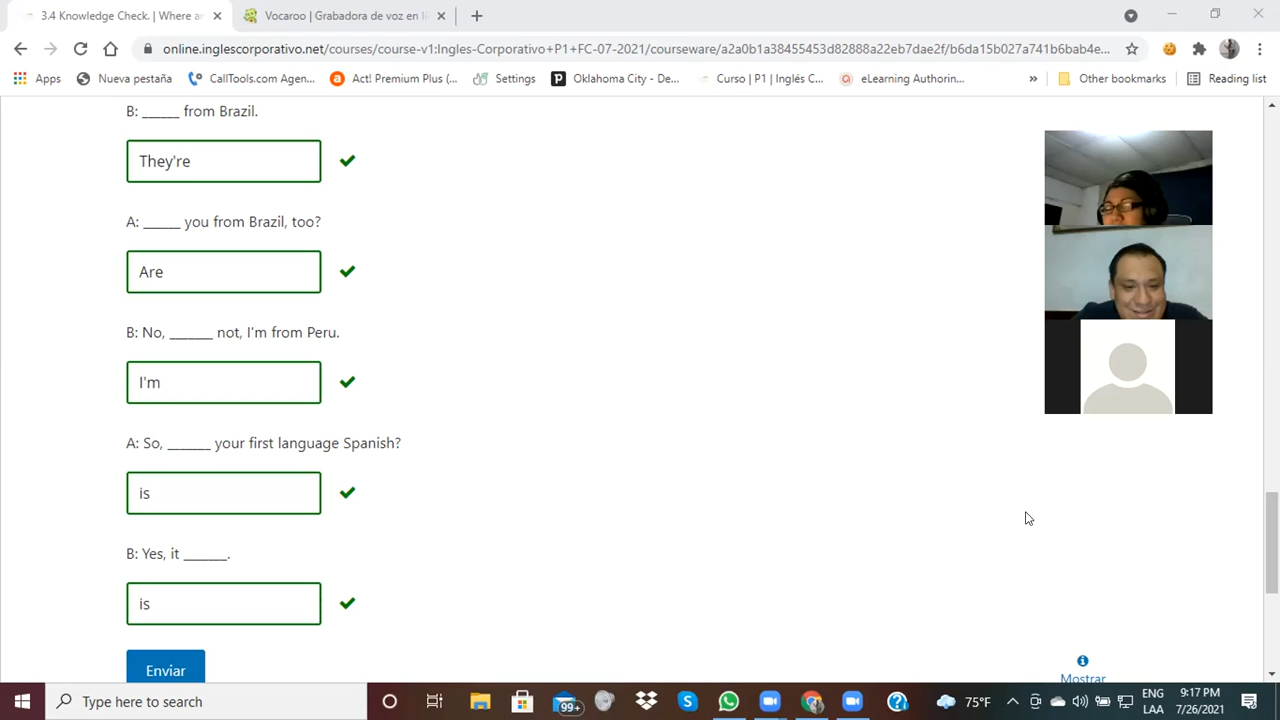 3.4 Knowledge Check. | Where a
Vocaroo | Grabadora de voz en lí
online.inglescorporativo.net/courses/course-v1:Ingles-Corporativo+P1+FC-07-2021/courseware/a2a0b1a38455453d82888a22eb7dae2f/b6da15b027a741b6bab4e...
Apps
Nueva pestaña
CallTools.com Agen...
Act! Premium Plus (...
Settings
Oklahoma City - De...
Curso | P1 | Inglés C...
eLearning Authorin...
»
Other bookmarks
Reading list
B: ______ from Brazil.
They're
A: ______ you from Brazil, too?
Are
B: No, _______ not, I'm from Peru.
I'm
A: So, _______ your first language Spanish?
is
B: Yes, it _______.
is
Enviar
Mostrar
Type here to search
99+
75°F
ENG
LAA
9:17 PM
7/26/2021